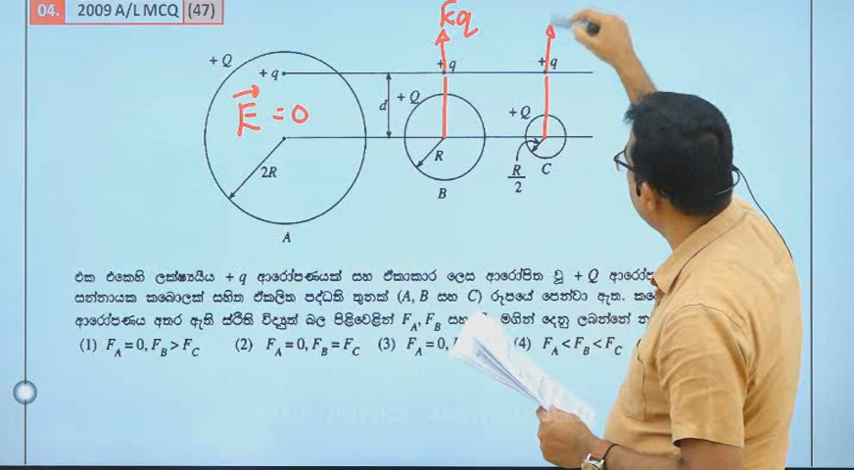 04. 2009 A/L MCQ (47)
Eq
+ Q
+ q
+ q
+ q
E = 0
d
+ Q
+ Q
2R
R
R
2
C
B
A
එක එකෙහි ලක්ෂ්‍යයීය + q ආරෝපණයක් සහ ඒකාකාර ලෙස ආරෝපිත වූ + Q
සන්නායක කබොලක් සහිත ඒකලිත පද්ධති තුනක් (A, B සහ C) රූපයේ පෙන්වා ඇත.
ආරෝපණය අතර ඇති ස්ථිති විද්‍යුත් බල පිළිවෙළින් F_A, F_B සහ මගින් දෙනු ලබන්නේ නම්
(1) F_A = 0, F_B > F_C (2) F_A = 0, F_B = F_C (3) F_A = 0, (4) F_A < F_B < F_C